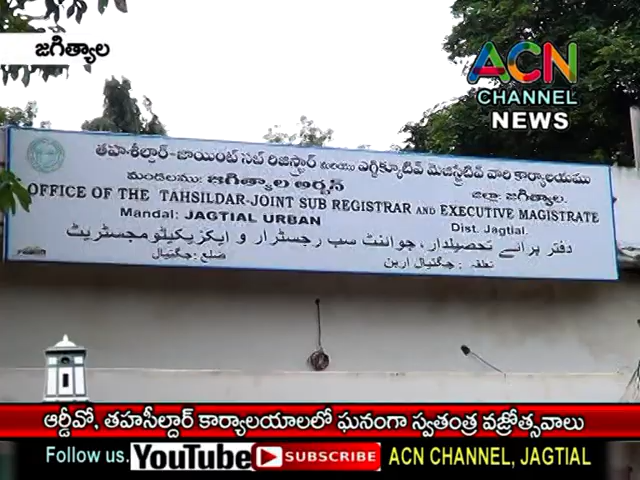 జగిత్యాల
ACN
CHANNEL
NEWS
తహశీల్దార్-జాయింట్ సబ్ రిజిస్ట్రార్ మరియు ఎగ్జిక్యూటివ్ మెజిస్ట్రేటివ్ వారి కార్యాలయము
మండలము: జగిత్యాల అర్బన్ జిల్లా: జగిత్యాల.
OFFICE OF THE TAHSILDAR-JOINT SUB REGISTRAR AND EXECUTIVE MAGISTRATE
Mandal: JAGTIAL URBAN Dist. Jagtial.
دفتر برائے تحصیلدار، جوائنٹ سب رجسٹرار و ایکزیکیٹو مجسٹریٹ
تعلقہ : جگتیال اربن ضلع: جگتیال
ఆర్డీవో, తహసీల్దార్ కార్యాలయాలలో ఘనంగా స్వతంత్ర వజ్రోత్సవాలు
Follow us. YouTube SUBSCRIBE ACN CHANNEL, JAGTIAL